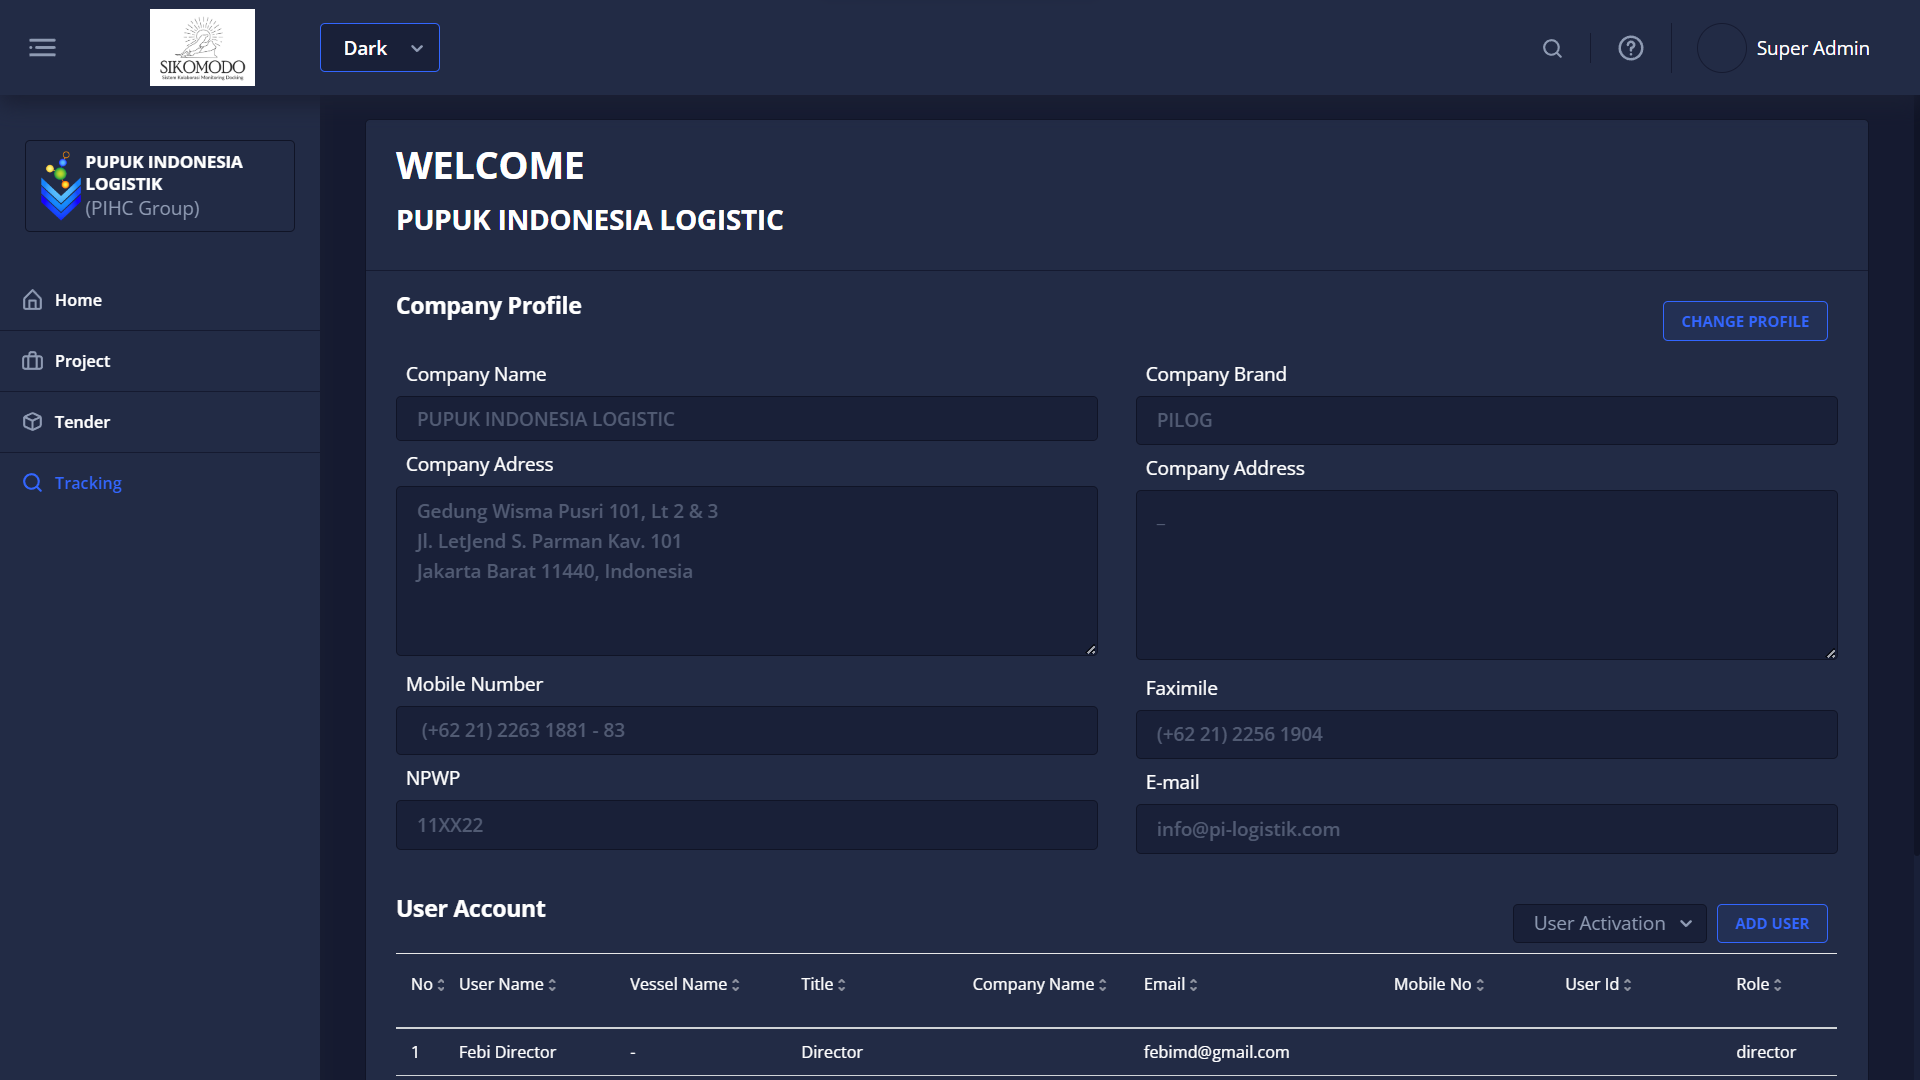 SIKOMODO
Sistem Kolaborasi Monitoring Docking
Dark
Super Admin
PUPUK INDONESIA
LOGISTIK
(PIHC Group)
Home
Project
Tender
Tracking
WELCOME
PUPUK INDONESIA LOGISTIC
Company Profile
CHANGE PROFILE
Company Name
PUPUK INDONESIA LOGISTIC
Company Brand
PILOG
Company Adress
Gedung Wisma Pusri 101, Lt 2 & 3
Jl. LetJend S. Parman Kav. 101
Jakarta Barat 11440, Indonesia
Company Address
_
Mobile Number
(+62 21) 2263 1881 - 83
Faximile
(+62 21) 2256 1904
NPWP
11XX22
E-mail
info@pi-logistik.com
User Account
User Activation
ADD USER
No User Name Vessel Name Title Company Name Email Mobile No User Id Role
1 Febi Director - Director febimd@gmail.com director